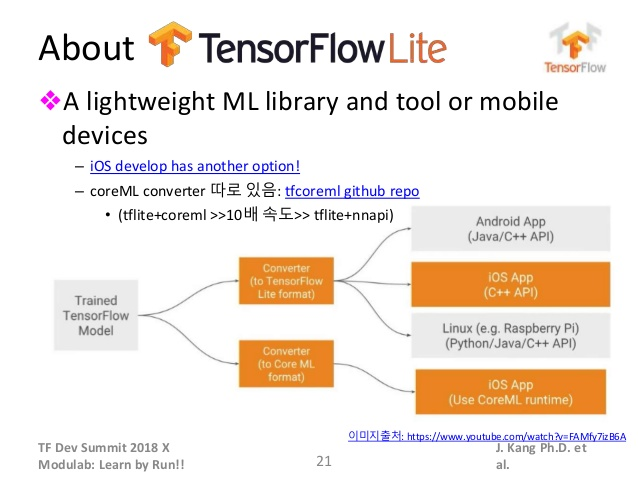 About TensorFlow Lite
TensorFlow
❖A lightweight ML library and tool or mobile
devices
– iOS develop has another option!
– coreML converter 따로 있음: tfcoreml github repo
• (tflite+coreml >>10배 속도>> tflite+nnapi)
Trained
TensorFlow
Model
Converter
(to TensorFlow
Lite format)
Converter
(to Core ML
format)
Android App
(Java/C++ API)
iOS App
(C++ API)
Linux (e.g. Raspberry Pi)
(Python/Java/C++ API)
iOS App
(Use CoreML runtime)
이미지출처: https://www.youtube.com/watch?v=FAMfy7izB6A
TF Dev Summit 2018 X
Modulab: Learn by Run!!
21
J. Kang Ph.D. et
al.